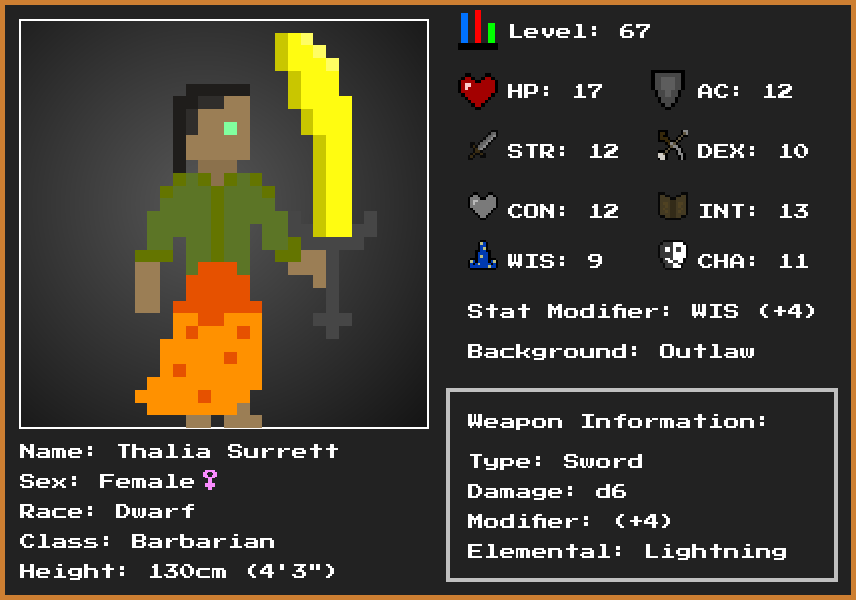 Level: 67
HP: 17
AC: 12
STR: 12
DEX: 10
CON: 12
INT: 13
WIS: 9
CHA: 11
Stat Modifier: WIS (+4)
Background: Outlaw
Name: Thalia Surrett
Sex: Female♀
Race: Dwarf
Class: Barbarian
Height: 130cm (4'3")
Weapon Information:
Type: Sword
Damage: d6
Modifier: (+4)
Elemental: Lightning